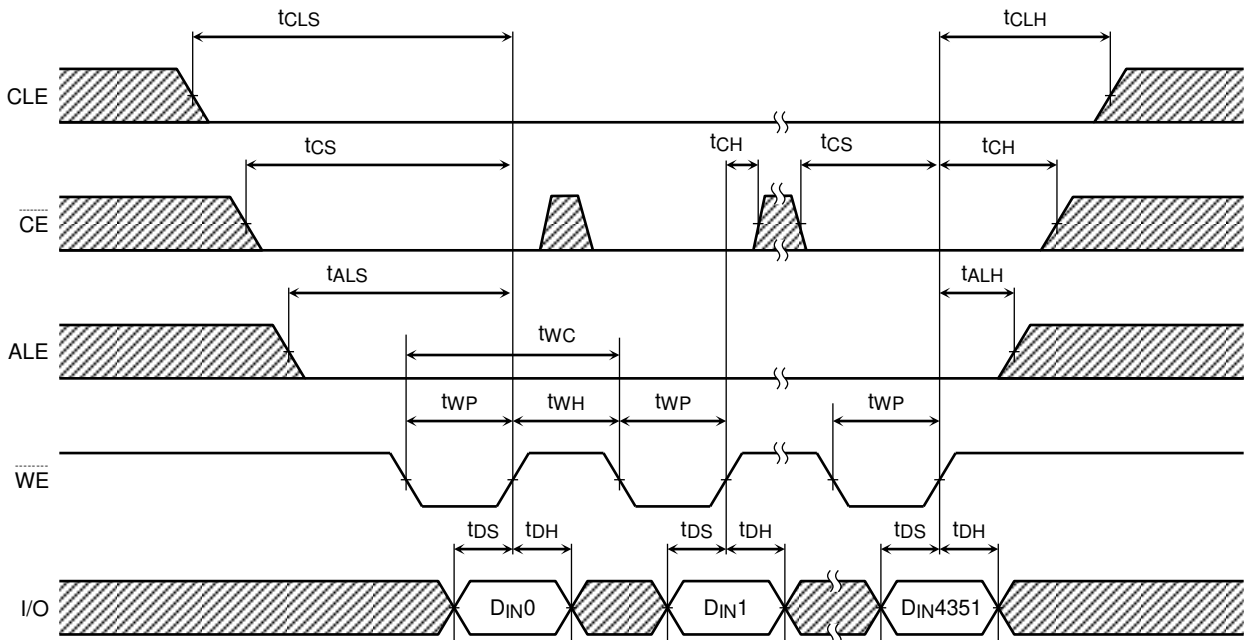 tCLS tCLH
CLE
tCS tCH tCS tCH
CE
tALS tALH
ALE
tWC
tWP tWH tWP tWP
WE
tDS tDH tDS tDH tDS tDH
I/O DIN0 DIN1 DIN4351